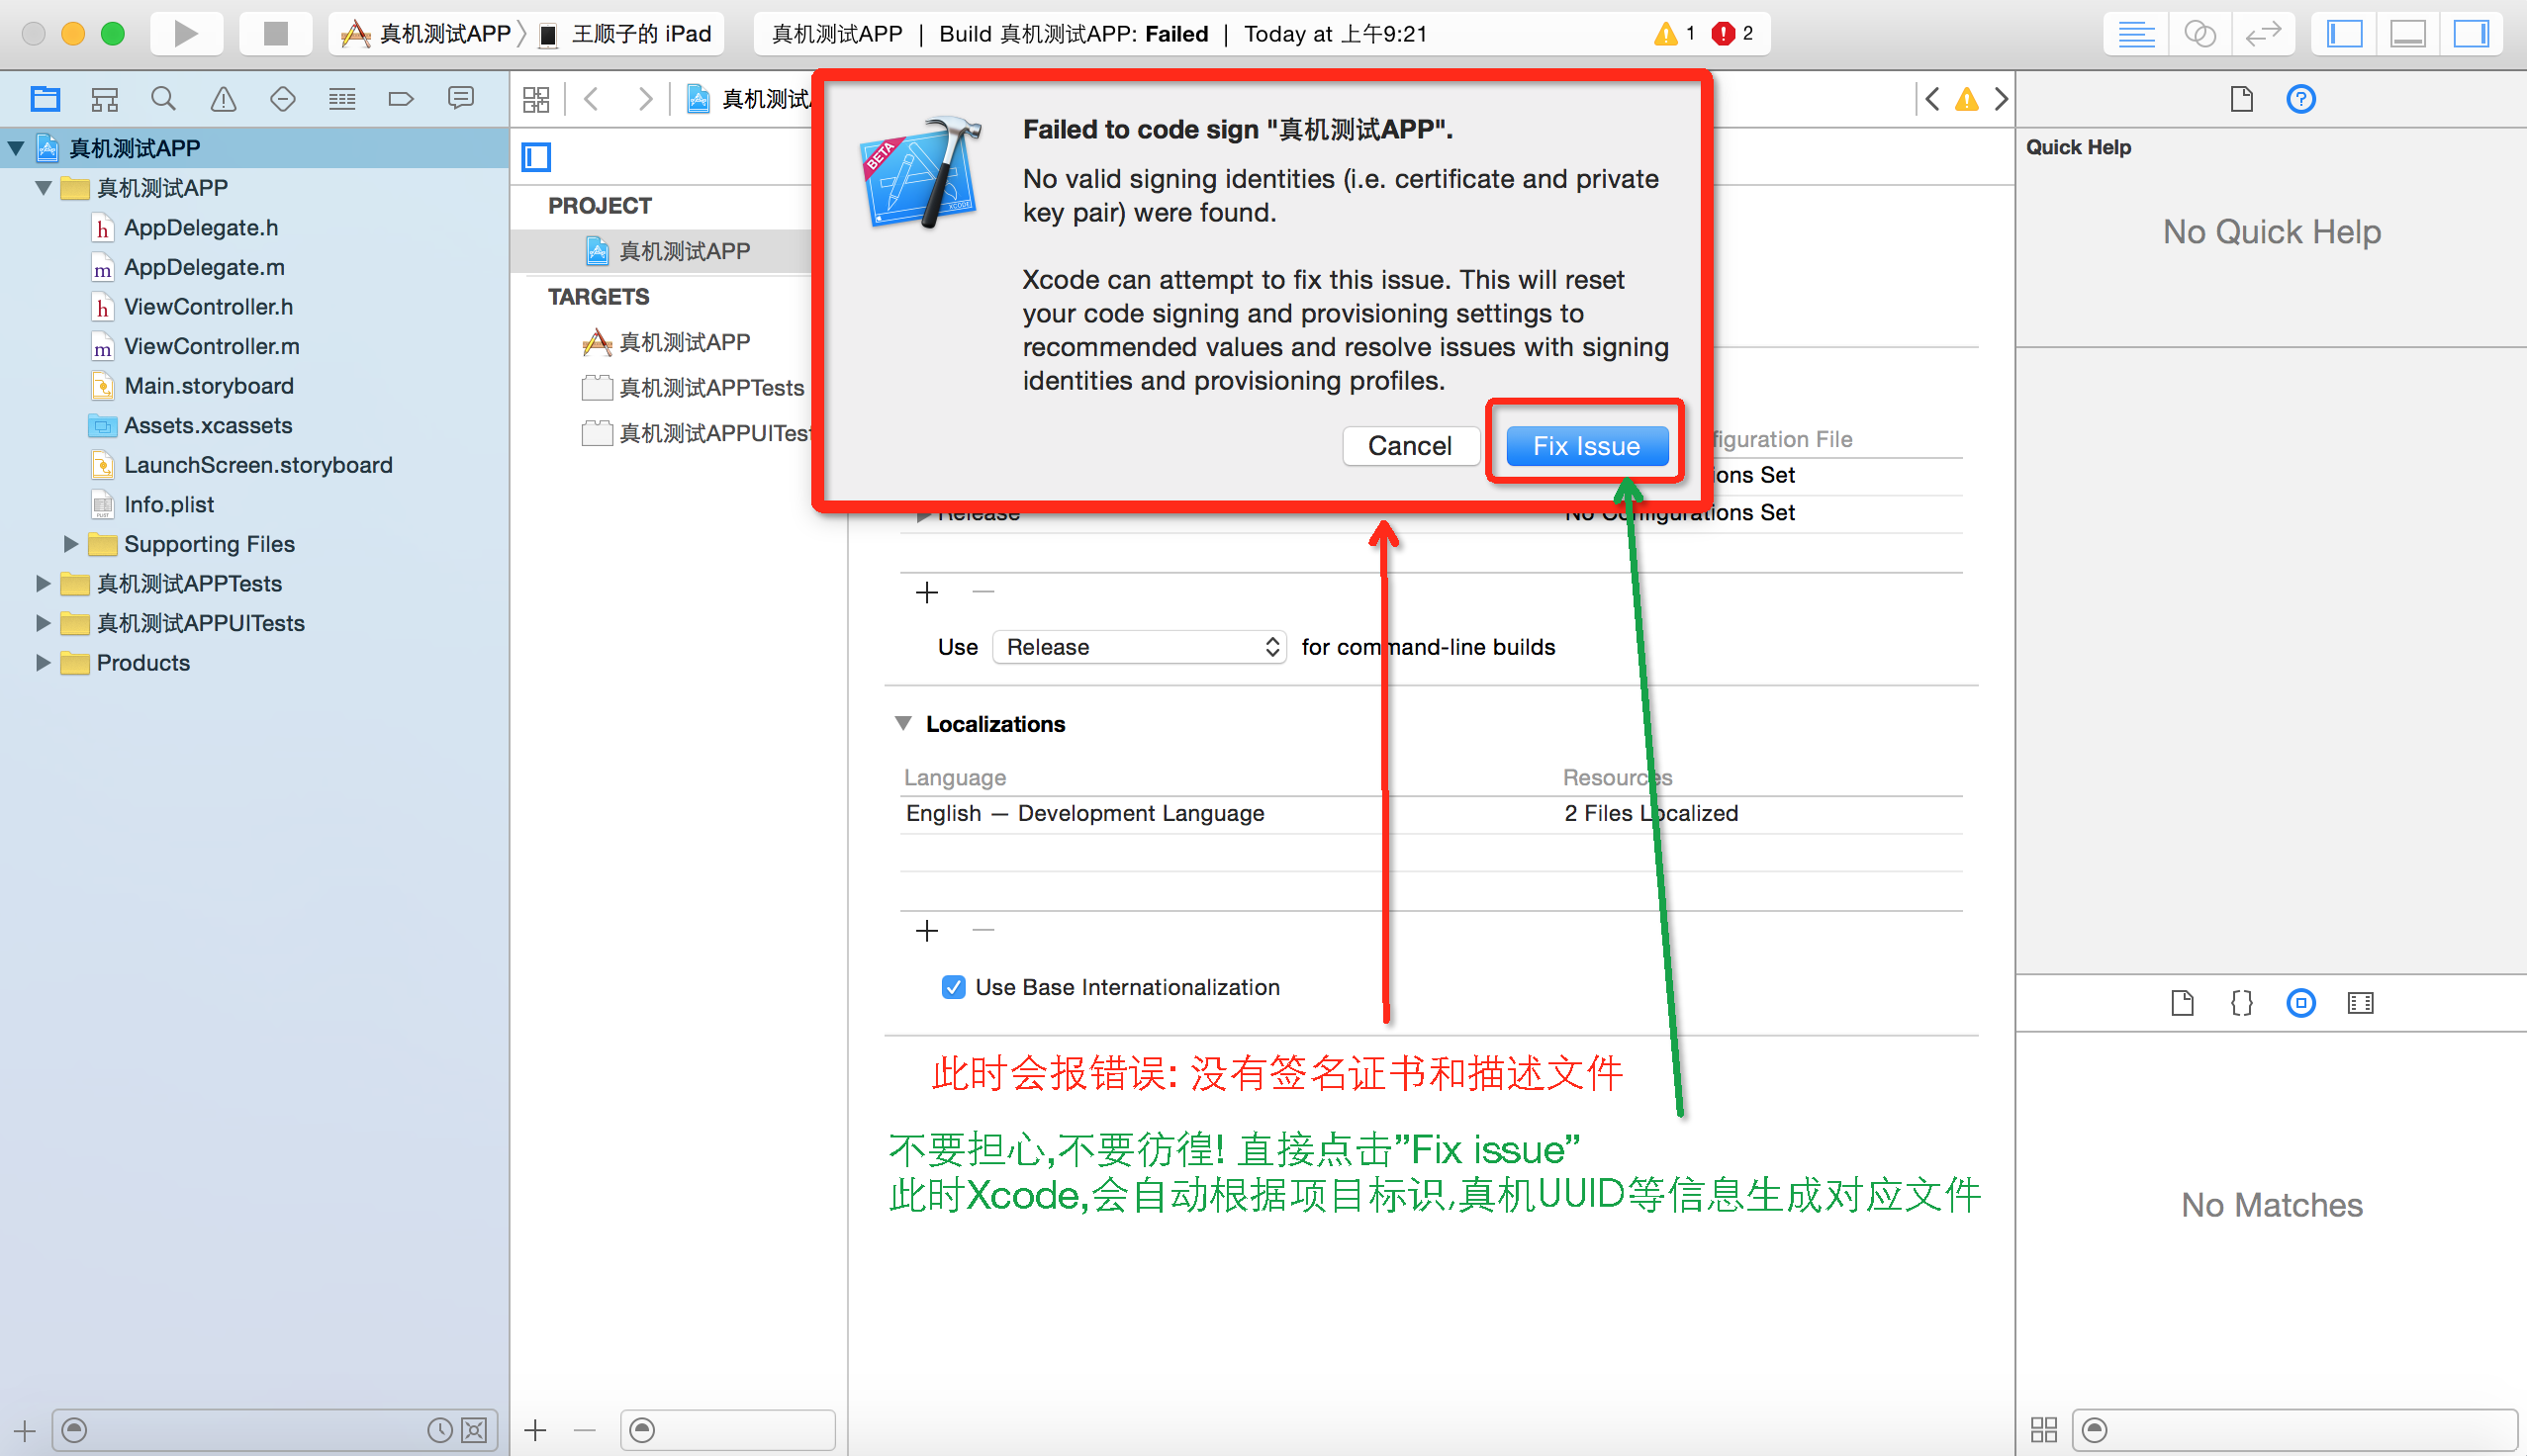 真机测试APP 〉 王顺子的 iPad
真机测试APP | Build 真机测试APP: Failed | Today at 上午9:21
1
2
真机测试APP
真机测试APP
AppDelegate.h
AppDelegate.m
ViewController.h
ViewController.m
Main.storyboard
Assets.xcassets
LaunchScreen.storyboard
Info.plist
Supporting Files
真机测试APPTests
真机测试APPUITests
Products
真机测试
PROJECT
真机测试APP
TARGETS
真机测试APP
真机测试APPTests
真机测试APPUITest
BETA
XCODE
Failed to code sign "真机测试APP".
No valid signing identities (i.e. certificate and private
key pair) were found.
Xcode can attempt to fix this issue. This will reset
your code signing and provisioning settings to
recommended values and resolve issues with signing
identities and provisioning profiles.
Cancel
Fix Issue
figuration File
ons Set
Release
No Configurations Set
Use Release for command-line builds
Localizations
Language Resources
English — Development Language 2 Files Localized
Use Base Internationalization
此时会报错误: 没有签名证书和描述文件
不要担心,不要彷徨! 直接点击”Fix issue”
此时Xcode,会自动根据项目标识,真机UUID等信息生成对应文件
Quick Help
No Quick Help
No Matches